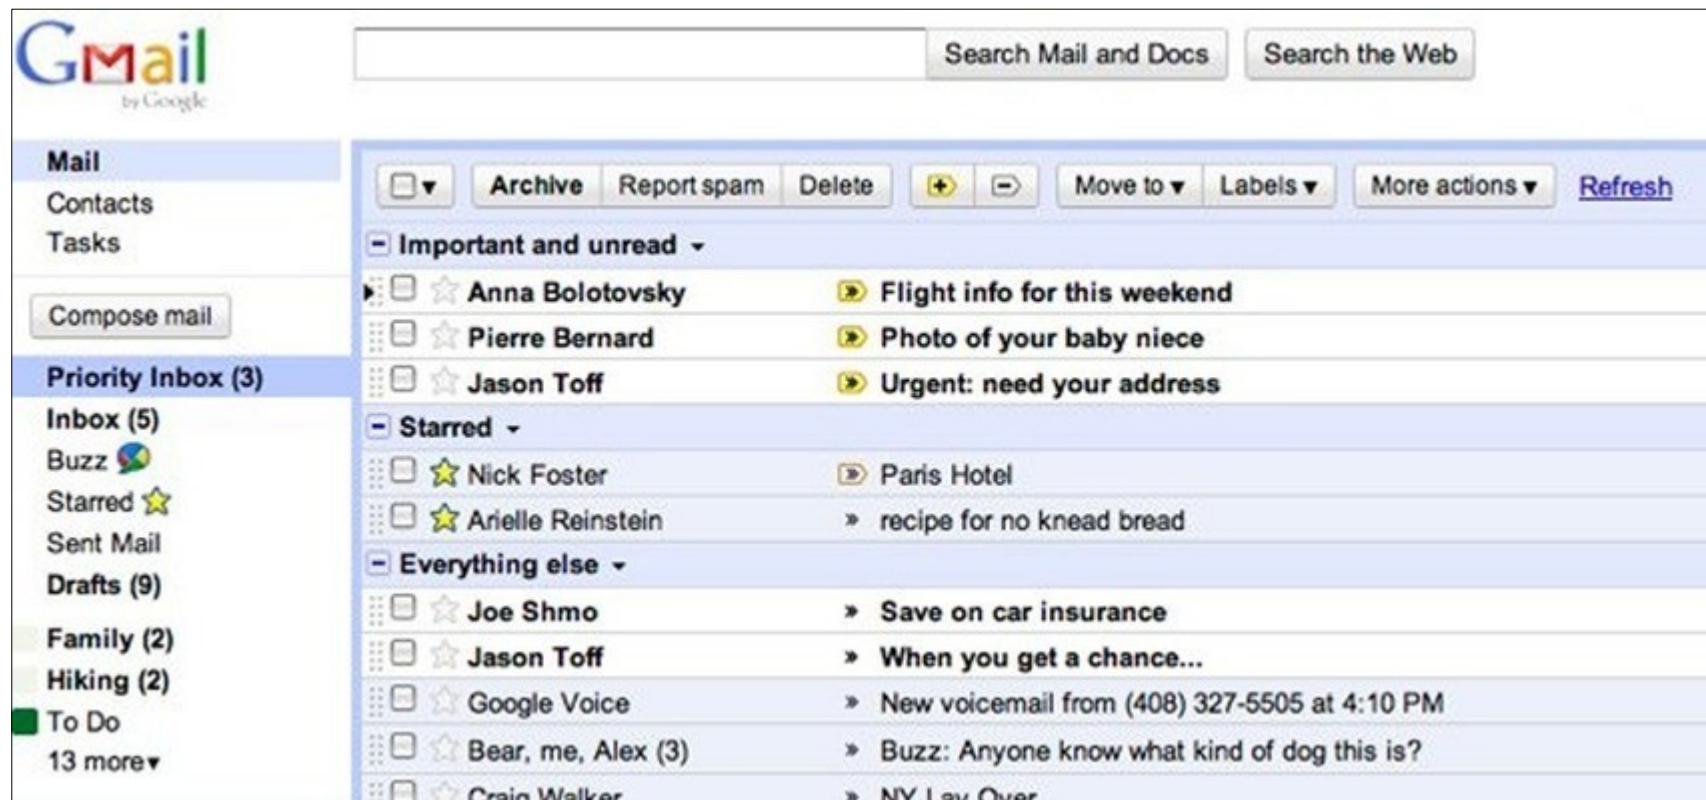 Gmail
by Google
Search Mail and Docs Search the Web
Mail
Contacts
Tasks
Compose mail
Priority Inbox (3)
Inbox (5)
Buzz
Starred
Sent Mail
Drafts (9)
Family (2)
Hiking (2)
To Do
13 more
Archive Report spam Delete Move to Labels More actions Refresh
Important and unread
Anna Bolotovsky » Flight info for this weekend
Pierre Bernard » Photo of your baby niece
Jason Toff » Urgent: need your address
Starred
Nick Foster » Paris Hotel
Arielle Reinstein » recipe for no knead bread
Everything else
Joe Shmo » Save on car insurance
Jason Toff » When you get a chance...
Google Voice » New voicemail from (408) 327-5505 at 4:10 PM
Bear, me, Alex (3) » Buzz: Anyone know what kind of dog this is?
Craig Walker » NY Lay Over